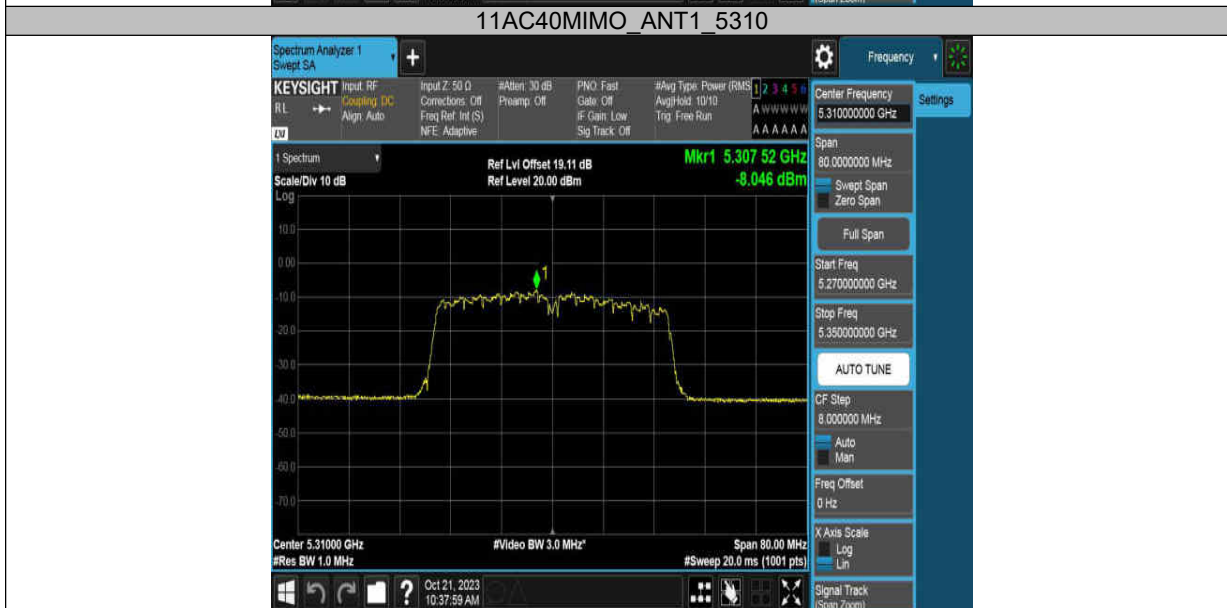 11AC40MIMO_ANT1_5310
Spectrum Analyzer 1
Swept SA
+
Frequency
KEYSIGHT
Input: RF
RL
Coupling: DC
Align: Auto
Input Z: 50 Ω
Corrections: Off
Freq Ref: Int (S)
NFE: Adaptive
#Atten: 30 dB
Preamp: Off
PNO: Fast
Gate: Off
IF Gain: Low
Sig Track: Off
#Avg Type: Power (RMS
Avg|Hold: 10/10
Trig: Free Run
1 2 3 4 5 6
A W W W W W
A A A A A A
Center Frequency
5.310000000 GHz
Settings
1 Spectrum
Scale/Div 10 dB
Log
Ref Lvl Offset 19.11 dB
Ref Level 20.00 dBm
Mkr1 5.307 52 GHz
-8.046 dBm
Span
80.0000000 MHz
Swept Span
Zero Span
Full Span
Start Freq
5.270000000 GHz
Stop Freq
5.350000000 GHz
AUTO TUNE
CF Step
8.000000 MHz
Auto
Man
Freq Offset
0 Hz
X Axis Scale
Log
Lin
Signal Track
(Span Zoom)
10.0
0.00
-10.0
-20.0
-30.0
-40.0
-50.0
-60.0
-70.0
1
Center 5.31000 GHz
#Res BW 1.0 MHz
#Video BW 3.0 MHz*
Span 80.00 MHz
#Sweep 20.0 ms (1001 pts)
?
Oct 21, 2023
10:37:59 AM